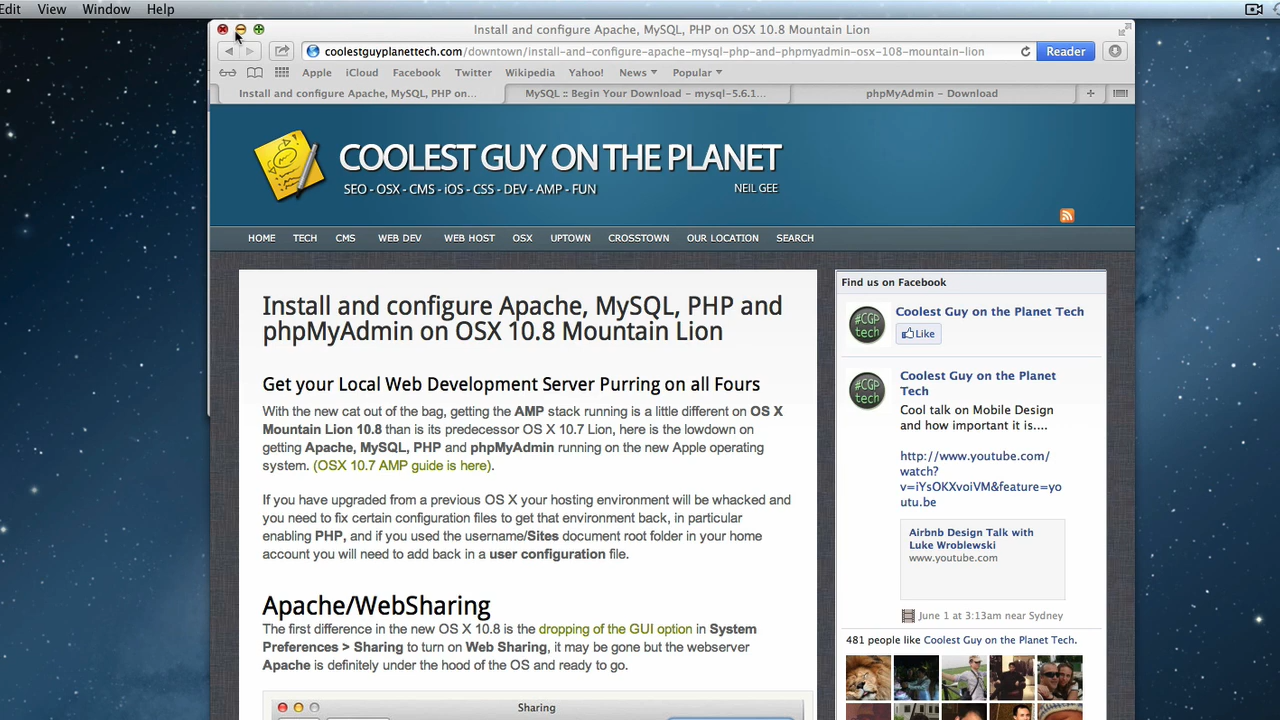 Edit View Window Help
Install and configure Apache, MySQL, PHP on OSX 10.8 Mountain Lion
coolestguyplanettech.com/downtown/install-and-configure-apache-mysql-php-and-phpmyadmin-osx-108-mountain-lion
Reader
Apple iCloud Facebook Twitter Wikipedia Yahoo! News Popular
Install and configure Apache, MySQL, PHP on... MySQL :: Begin Your Download – mysql-5.6.1... phpMyAdmin – Download
COOLEST GUY ON THE PLANET
SEO - OSX - CMS - iOS - CSS - DEV - AMP - FUN
NEIL GEE
HOME TECH CMS WEB DEV WEB HOST OSX UPTOWN CROSSTOWN OUR LOCATION SEARCH
Install and configure Apache, MySQL, PHP and
phpMyAdmin on OSX 10.8 Mountain Lion
Get your Local Web Development Server Purring on all Fours
With the new cat out of the bag, getting the AMP stack running is a little different on OS X
Mountain Lion 10.8 than is its predecessor OS X 10.7 Lion, here is the lowdown on
getting Apache, MySQL, PHP and phpMyAdmin running on the new Apple operating
system. (OSX 10.7 AMP guide is here).
If you have upgraded from a previous OS X your hosting environment will be whacked and
you need to fix certain configuration files to get that environment back, in particular
enabling PHP, and if you used the username/Sites document root folder in your home
account you will need to add back in a user configuration file.
Apache/WebSharing
The first difference in the new OS X 10.8 is the dropping of the GUI option in System
Preferences > Sharing to turn on Web Sharing, it may be gone but the webserver
Apache is definitely under the hood of the OS and ready to go.
Sharing
Find us on Facebook
#CGP
tech
Coolest Guy on the Planet Tech
Like
#CGP
tech
Coolest Guy on the Planet
Tech
Cool talk on Mobile Design
and how important it is....
http://www.youtube.com/
watch?
v=iYsOKXvoiVM&feature=yo
utu.be
Airbnb Design Talk with
Luke Wroblewski
www.youtube.com
June 1 at 3:13am near Sydney
481 people like Coolest Guy on the Planet Tech.